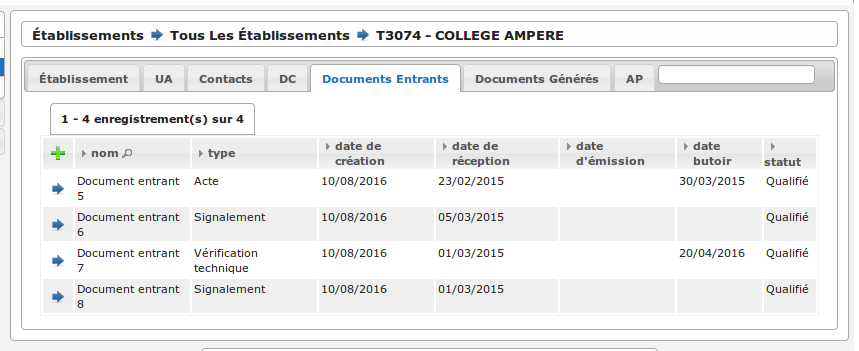 Établissements Tous Les Établissements T3074 - COLLEGE AMPERE
Établissement UA Contacts DC Documents Entrants Documents Générés AP
1 - 4 enregistrement(s) sur 4
nom type date de création date de réception date d'émission date butoir statut
Document entrant 5 Acte 10/08/2016 23/02/2015 30/03/2015 Qualifié
Document entrant 6 Signalement 10/08/2016 05/03/2015 Qualifié
Document entrant 7 Vérification technique 10/08/2016 01/03/2015 20/04/2016 Qualifié
Document entrant 8 Signalement 10/08/2016 01/03/2015 Qualifié